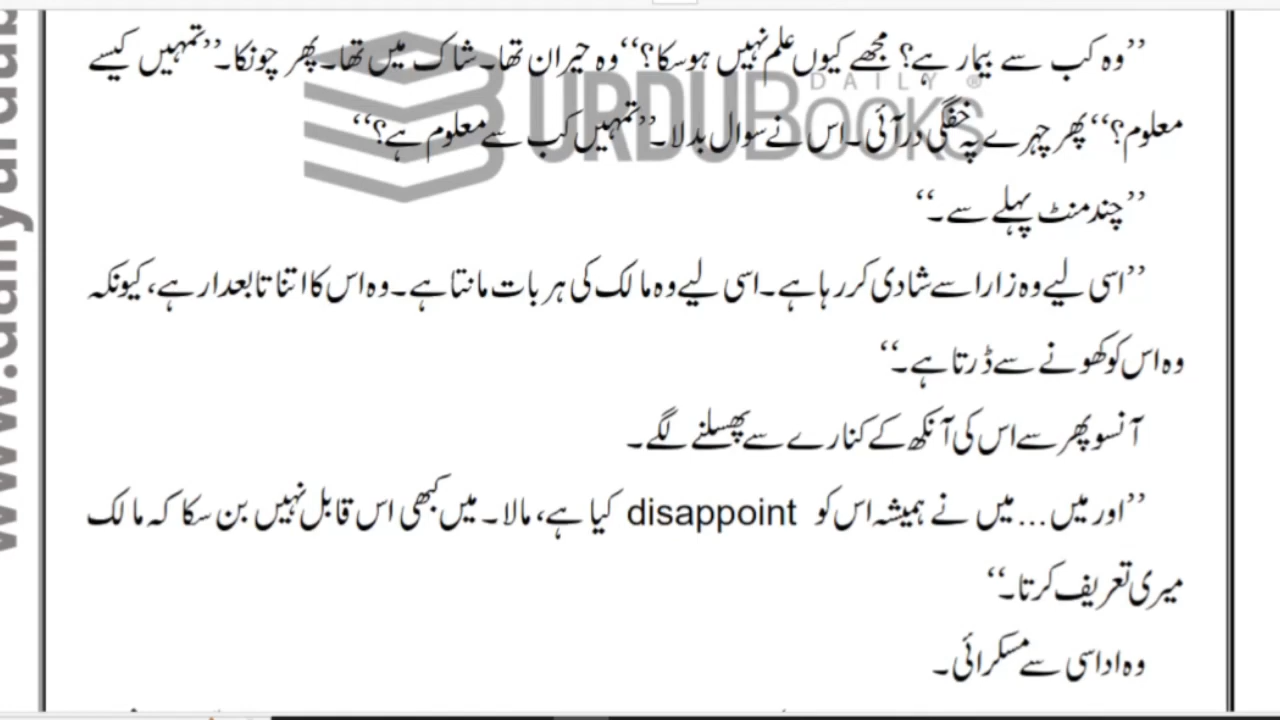 ’’وہ کب سے بیمار ہے؟ مجھے کیوں علم نہیں ہوسکا؟‘‘ وہ حیران تھا۔ شاک میں تھا۔ پھر چونکا۔ ’’تمہیں کیسے
معلوم؟‘‘ پھر چہرے پہ خفگی در آئی۔ اس نے سوال بدلا۔ ’’تمہیں کب سے معلوم ہے؟‘‘
’’چند منٹ پہلے سے۔‘‘
’’اسی لیے وہ زارا سے شادی کر رہا ہے۔ اسی لیے وہ مالک کی ہر بات مانتا ہے۔ وہ اس کا اتنا تابعدار ہے، کیونکہ
وہ اس کو کھونے سے ڈرتا ہے۔‘‘
آنسو پھر سے اس کی آنکھ کے کنارے سے پھسلنے لگے۔
’’اور میں... میں نے ہمیشہ اس کو disappoint کیا ہے، مالا۔ میں کبھی اس قابل نہیں بن سکا کہ مالک
میری تعریف کرتا۔‘‘
وہ اداسی سے مسکرائی۔
DAILY ®
URDUBooks
www.dailyurdub